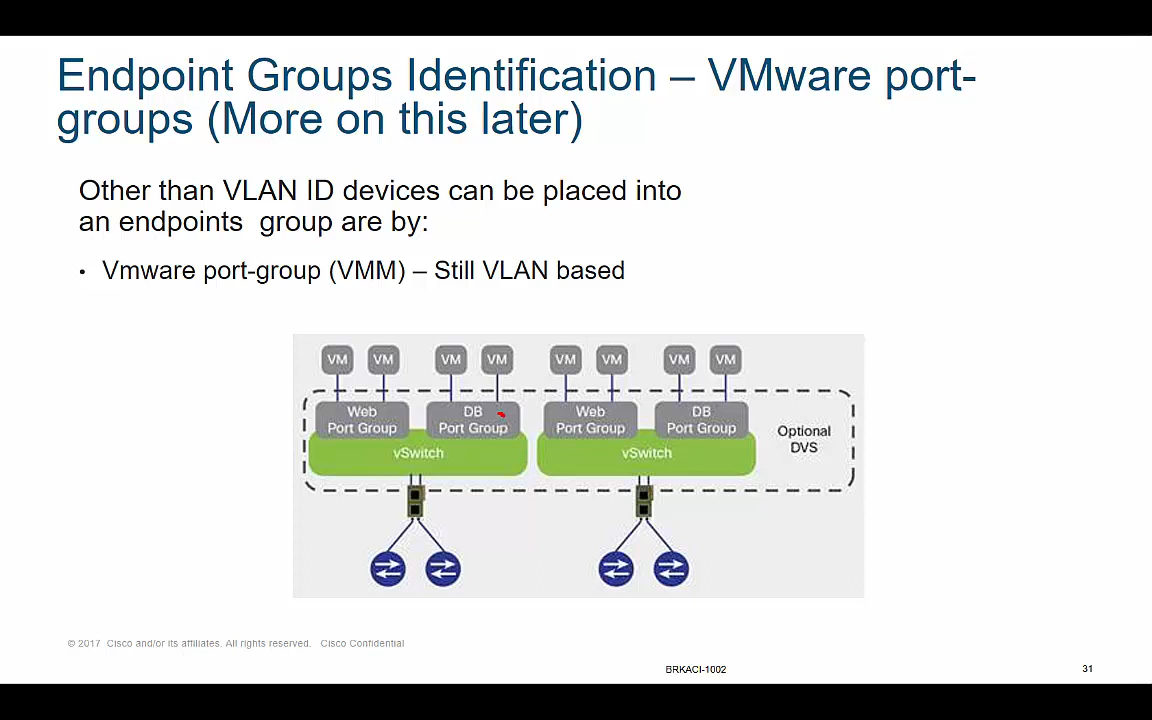 Endpoint Groups Identification – VMware port-
groups (More on this later)
Other than VLAN ID devices can be placed into
an endpoints  group are by:
• Vmware port-group (VMM) – Still VLAN based
VM VM VM VM VM VM VM VM
Web Port Group
DB Port Group
Web Port Group
DB Port Group
Optional DVS
vSwitch
vSwitch
© 2017  Cisco and/or its affiliates. All rights reserved.   Cisco Confidential
BRKACI-1002
31